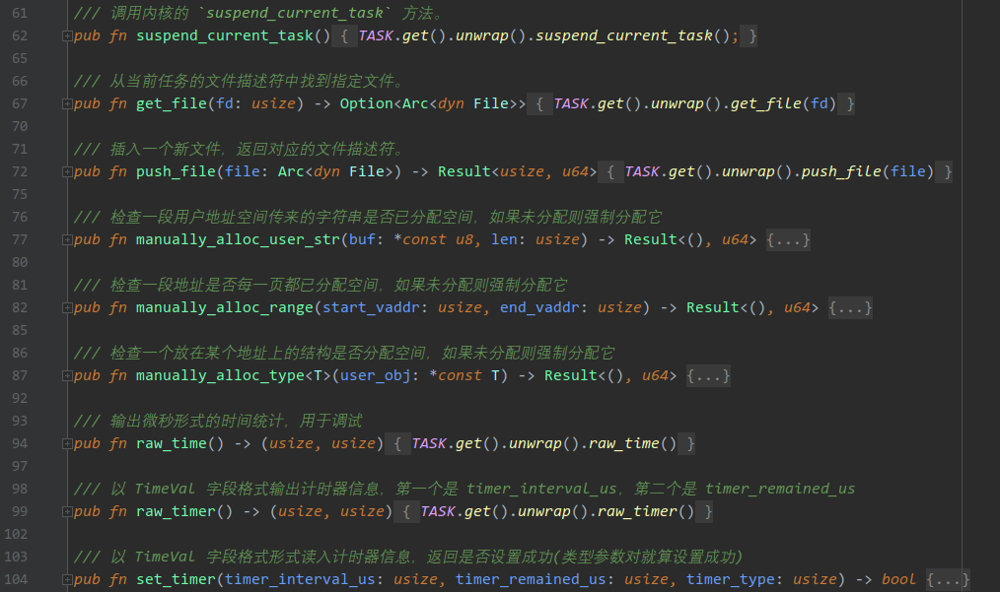 61 /// 调用内核的 `suspend_current_task` 方法。
62 pub fn suspend_current_task() { TASK.get().unwrap().suspend_current_task(); }
65
66 /// 从当前任务的文件描述符中找到指定文件。
67 pub fn get_file(fd: usize) -> Option<Arc<dyn File>> { TASK.get().unwrap().get_file(fd) }
70
71 /// 插入一个新文件，返回对应的文件描述符。
72 pub fn push_file(file: Arc<dyn File>) -> Result<usize, u64> { TASK.get().unwrap().push_file(file) }
75
76 /// 检查一段用户地址空间传来的字符串是否已分配空间，如果未分配则强制分配它
77 pub fn manually_alloc_user_str(buf: *const u8, len: usize) -> Result<(), u64> {...}
80
81 /// 检查一段地址是否每一页都已分配空间，如果未分配则强制分配它
82 pub fn manually_alloc_range(start_vaddr: usize, end_vaddr: usize) -> Result<(), u64> {...}
85
86 /// 检查一个放在某个地址上的结构是否分配空间，如果未分配则强制分配它
87 pub fn manually_alloc_type<T>(user_obj: *const T) -> Result<(), u64> {...}
92
93 /// 输出微秒形式的时间统计，用于调试
94 pub fn raw_time() -> (usize, usize) { TASK.get().unwrap().raw_time() }
97
98 /// 以 TimeVal 字段格式输出计时器信息，第一个是 timer_interval_us，第二个是 timer_remained_us
99 pub fn raw_timer() -> (usize, usize) { TASK.get().unwrap().raw_timer() }
102
103 /// 以 TimeVal 字段格式形式读入计时器信息，返回是否设置成功(类型参数对就算设置成功)
104 pub fn set_timer(timer_interval_us: usize, timer_remained_us: usize, timer_type: usize) -> bool {...}